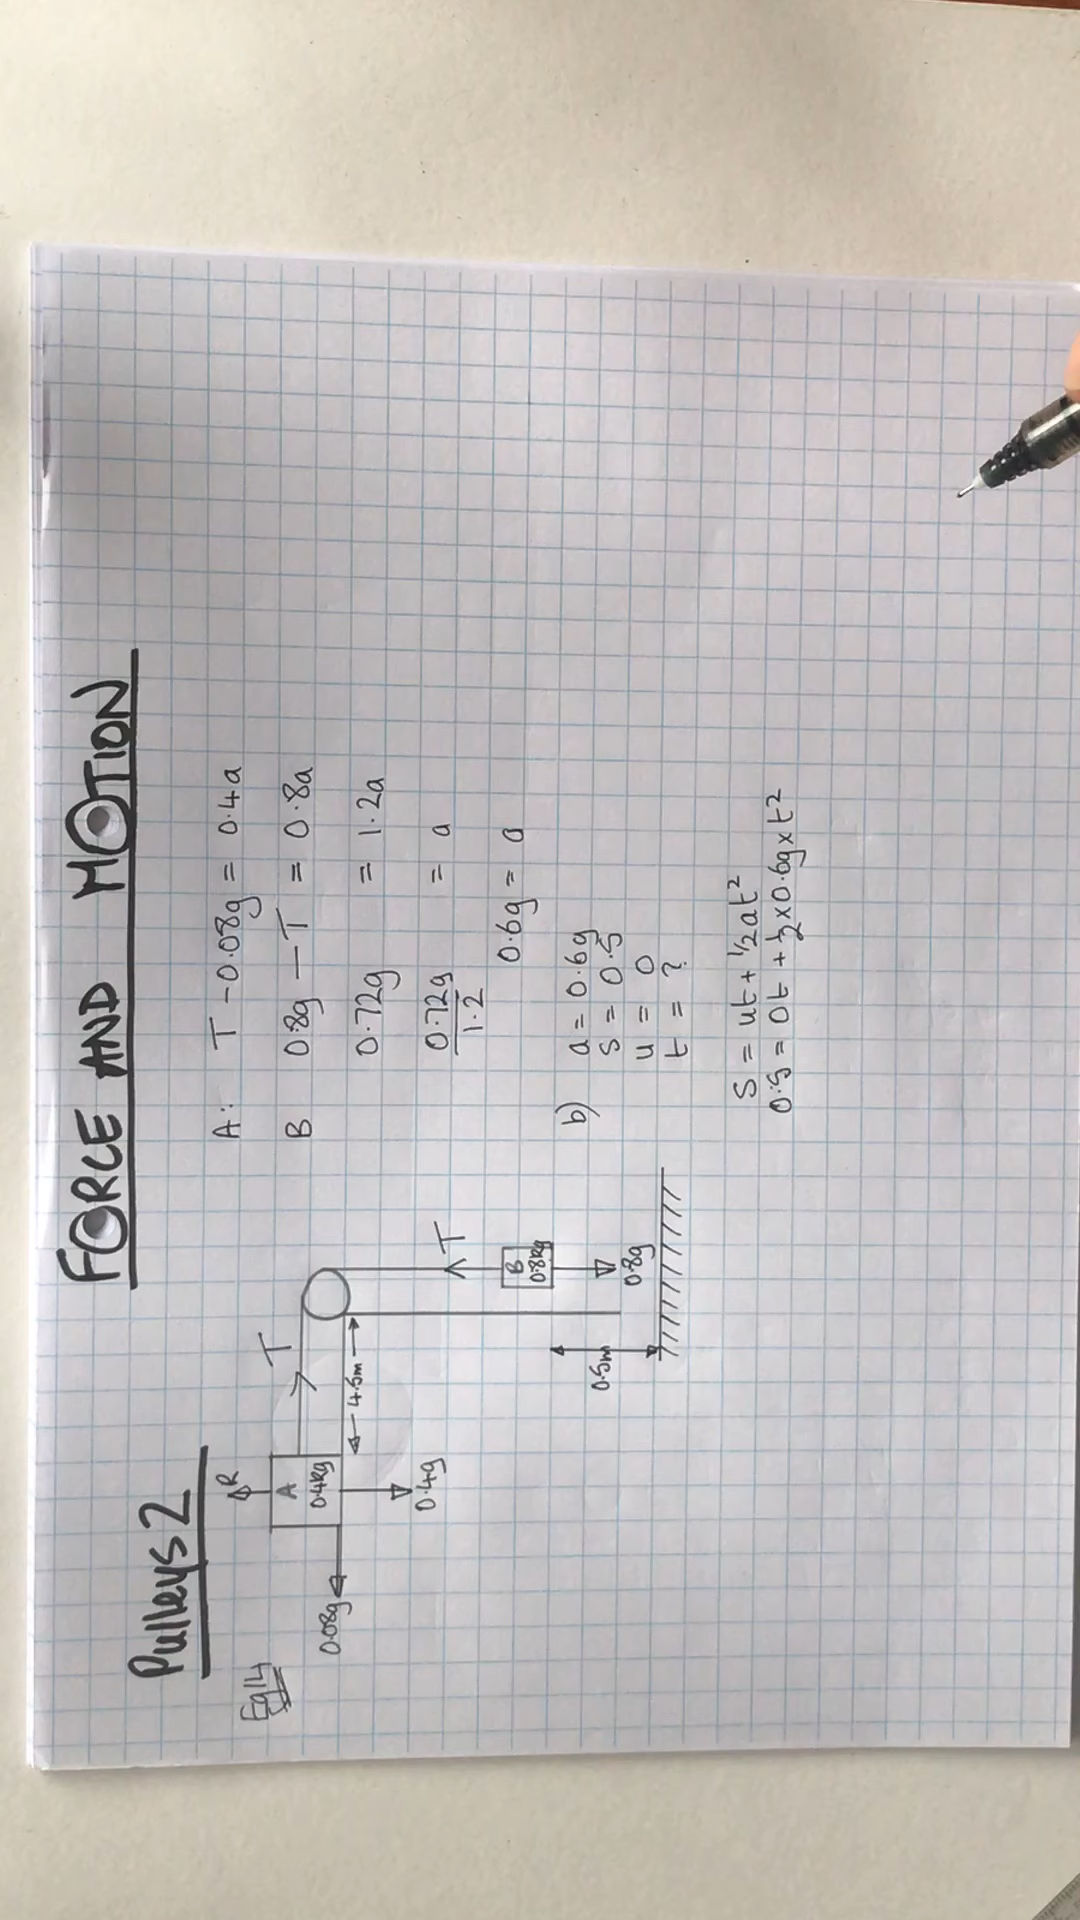 FORCE AND MOTION
Pulleys 2
Eg 14
R
A
0.4kg
0.08g
0.4g
T
4.5m
T
B
0.8kg
0.8g
0.5m
A: T - 0.08g = 0.4a
B 0.8g - T = 0.8a
0.72g = 1.2a
0.72g/1.2 = a
0.6g = a
b) a = 0.6g
s = 0.5
u = 0
t = ?
S = ut + 1/2at²
0.5 = 0t + 1/2 x 0.6g x t²